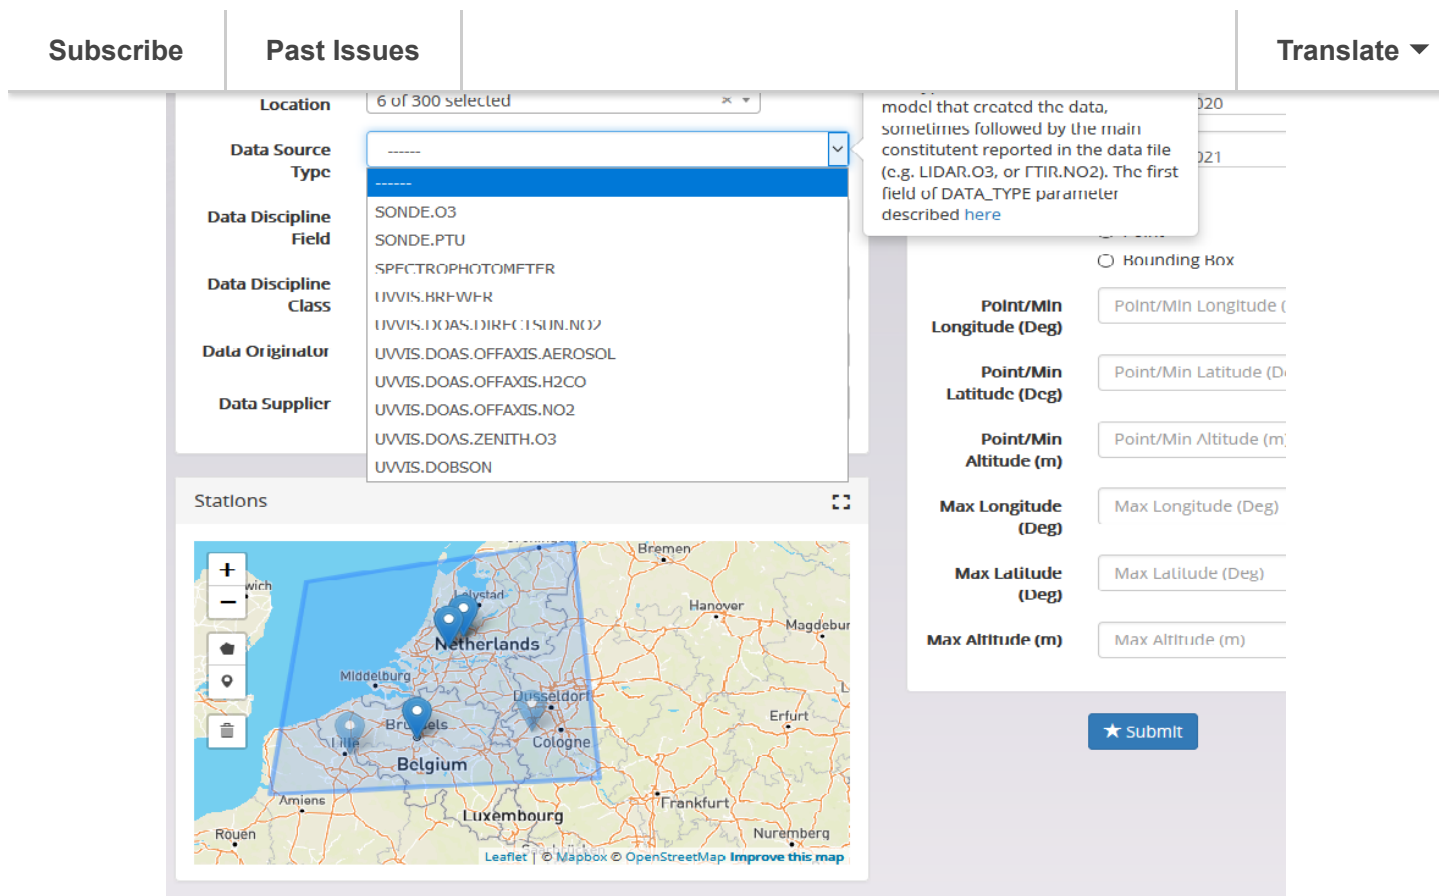 Subscribe
Past Issues
Translate
Location
6 of 300 selected
Data Source
Type
------
------
SONDE.O3
SONDE.PTU
SPECTROPHOTOMETER
UVVIS.BREWER
UVVIS.DOAS.DIRECTSUN.NO2
UVVIS.DOAS.OFFAXIS.AEROSOL
UVVIS.DOAS.OFFAXIS.H2CO
UVVIS.DOAS.OFFAXIS.NO2
UVVIS.DOAS.ZENITH.O3
UVVIS.DOBSON
Data Discipline
Field
Data Discipline
Class
Data Originator
Data Supplier
model that created the data,
sometimes followed by the main
constitutent reported in the data file
(e.g. LIDAR.O3, or FTIR.NO2). The first
field of DATA_TYPE parameter
described here
020
021
Bounding Box
Point/Min
Longitude (Deg)
Point/Min Longitude (
Point/Min
Latitude (Deg)
Point/Min Latitude (D
Point/Min
Altitude (m)
Point/Min Altitude (m)
Max Longitude
(Deg)
Max Longitude (Deg)
Max Latitude
(Deg)
Max Latitude (Deg)
Max Altitude (m)
Max Altitude (m)
Submit
Stations
+
−
wich
Bremen
Lelystad
Hanover
Magdebur
Netherlands
Middelburg
Dusseldorf
Brussels
Lille
Cologne
Erfurt
Belgium
Amiens
Luxembourg
Frankfurt
Rouen
Nuremberg
Leaflet | © Mapbox © OpenStreetMap Improve this map